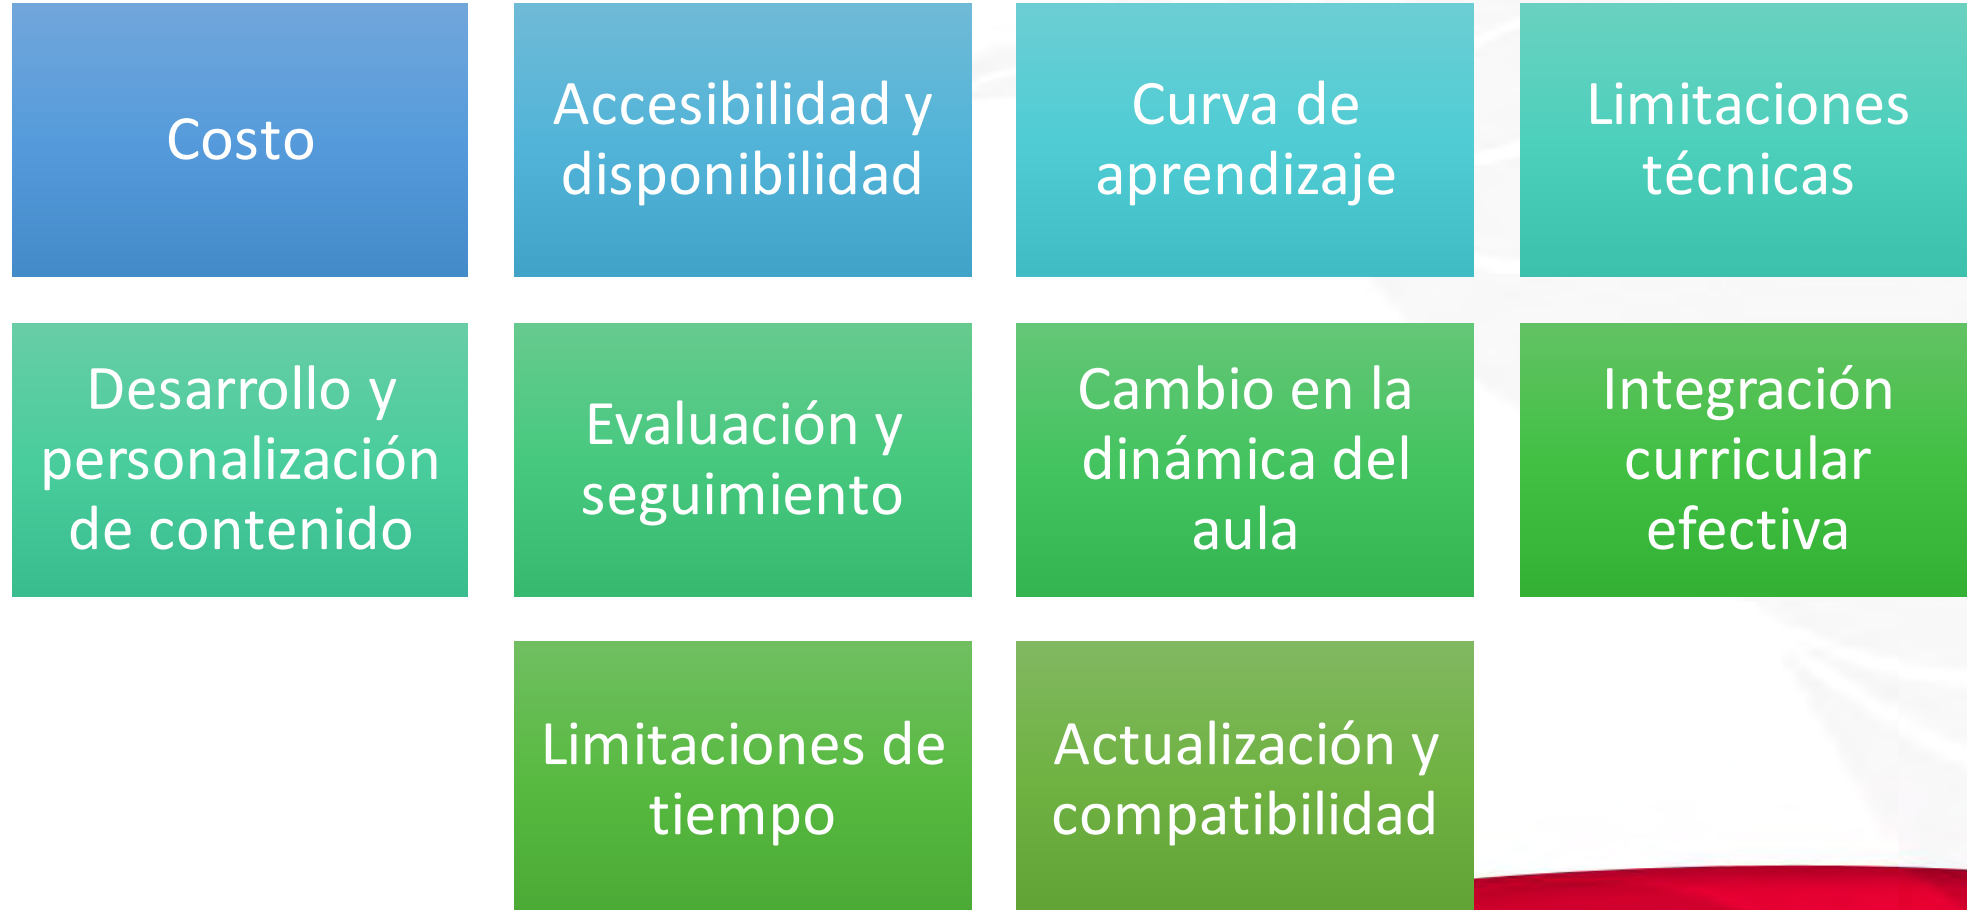 Costo
Accesibilidad y
disponibilidad
Curva de
aprendizaje
Limitaciones
técnicas
Desarrollo y
personalización
de contenido
Evaluación y
seguimiento
Cambio en la
dinámica del
aula
Integración
curricular
efectiva
Limitaciones de
tiempo
Actualización y
compatibilidad